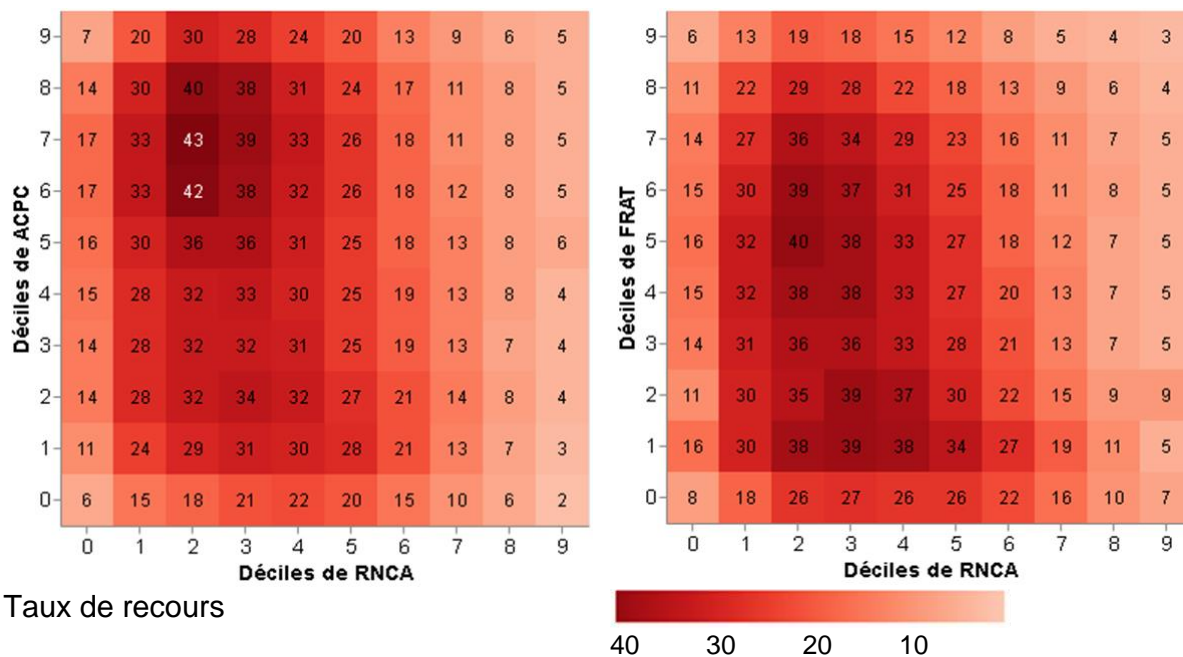 Déciles de ACPC
9 7 20 30 28 24 20 13 9 6 5
8 14 30 40 38 31 24 17 11 8 5
7 17 33 43 39 33 26 18 11 8 5
6 17 33 42 38 32 26 18 12 8 5
5 16 30 36 36 31 25 18 13 8 6
4 15 28 32 33 30 25 19 13 8 4
3 14 28 32 32 31 25 19 13 7 4
2 14 28 32 34 32 27 21 14 8 4
1 11 24 29 31 30 28 21 13 7 3
0 6 15 18 21 22 20 15 10 6 2
0 1 2 3 4 5 6 7 8 9
Déciles de RNCA
Déciles de FRAT
9 6 13 19 18 15 12 8 5 4 3
8 11 22 29 28 22 18 13 9 6 4
7 14 27 36 34 29 23 16 11 7 5
6 15 30 39 37 31 25 18 11 8 5
5 16 32 40 38 33 27 18 12 7 5
4 15 32 38 38 33 27 20 13 7 5
3 14 31 36 36 33 28 21 13 7 5
2 11 30 35 39 37 30 22 15 9 9
1 16 30 38 39 38 34 27 19 11 5
0 8 18 26 27 26 26 22 16 10 7
0 1 2 3 4 5 6 7 8 9
Déciles de RNCA
Taux de recours
40 30 20 10